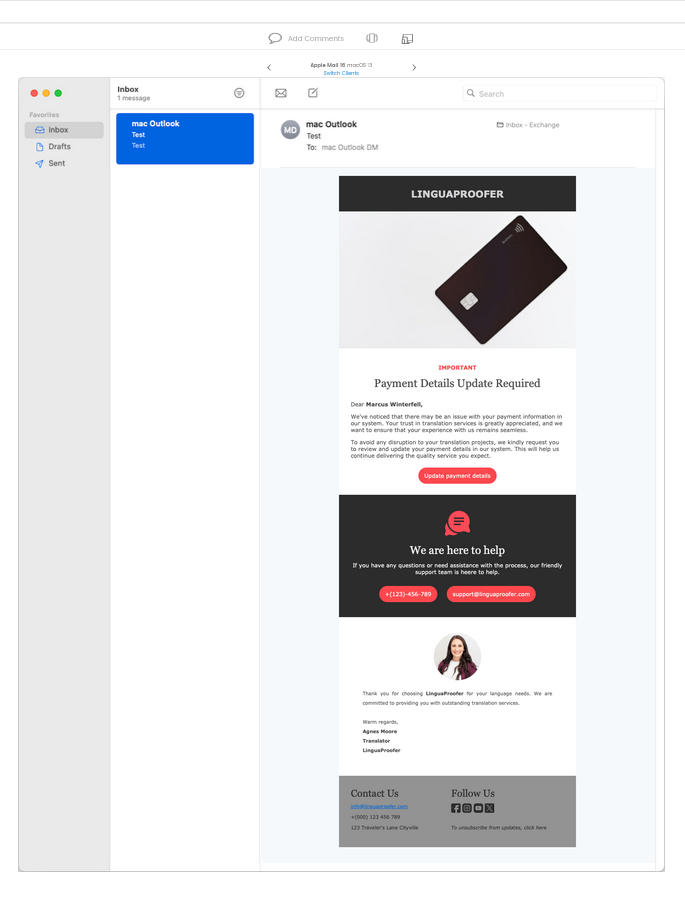 Add Comments
Apple Mail 16 macOS 13
Switch Clients
Favorites
Inbox
Drafts
Sent
Inbox
1 message
mac Outlook
Test
Test
Search
MD
mac Outlook
Test
To: mac Outlook DM
Inbox - Exchange
LINGUAPROOFER
IMPORTANT
Payment Details Update Required
Dear Marcus Winterfell,
We've noticed that there may be an issue with your payment information in
our system. Your trust in translation services is greatly appreciated, and we
want to ensure that your experience with us remains seamless.
To avoid any disruption to your translation projects, we kindly request you
to review and update your payment details in our system. This will help us
continue delivering the quality service you expect.
Update payment details
We are here to help
If you have any questions or need assistance with the process, our friendly
support team is heere to help.
+(123)-456-789
support@linguaproofer.com
Thank you for choosing LinguaProofer for your language needs. We are
committed to providing you with outstanding translation services.
Warm regards,
Agnes Moore
Translator
LinguaProofer
Contact Us
info@linguaproofer.com
+(000) 123 456 789
123 Traveler's Lane Cityville
Follow Us
To unsubscribe from updates, click here